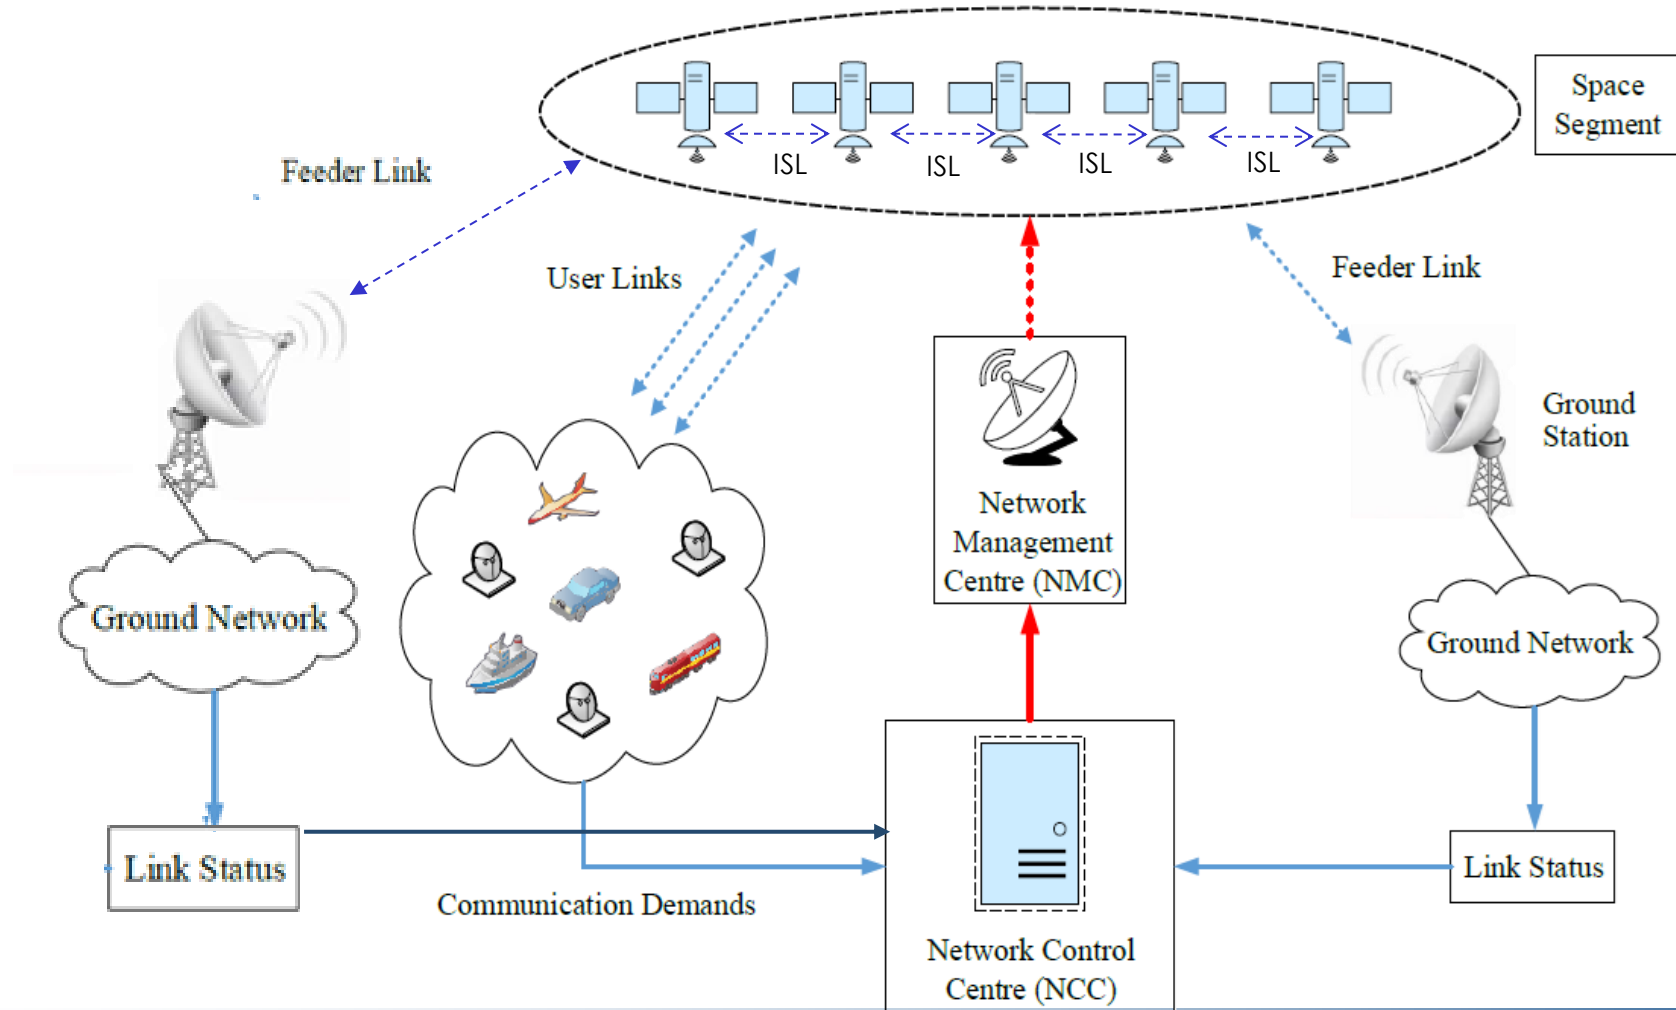 Space
Segment
ISL
ISL
ISL
ISL
Feeder Link
User Links
Feeder Link
Ground
Station
Network
Management
Centre (NMC)
Ground Network
Ground Network
Link Status
Link Status
Communication Demands
Network Control
Centre (NCC)